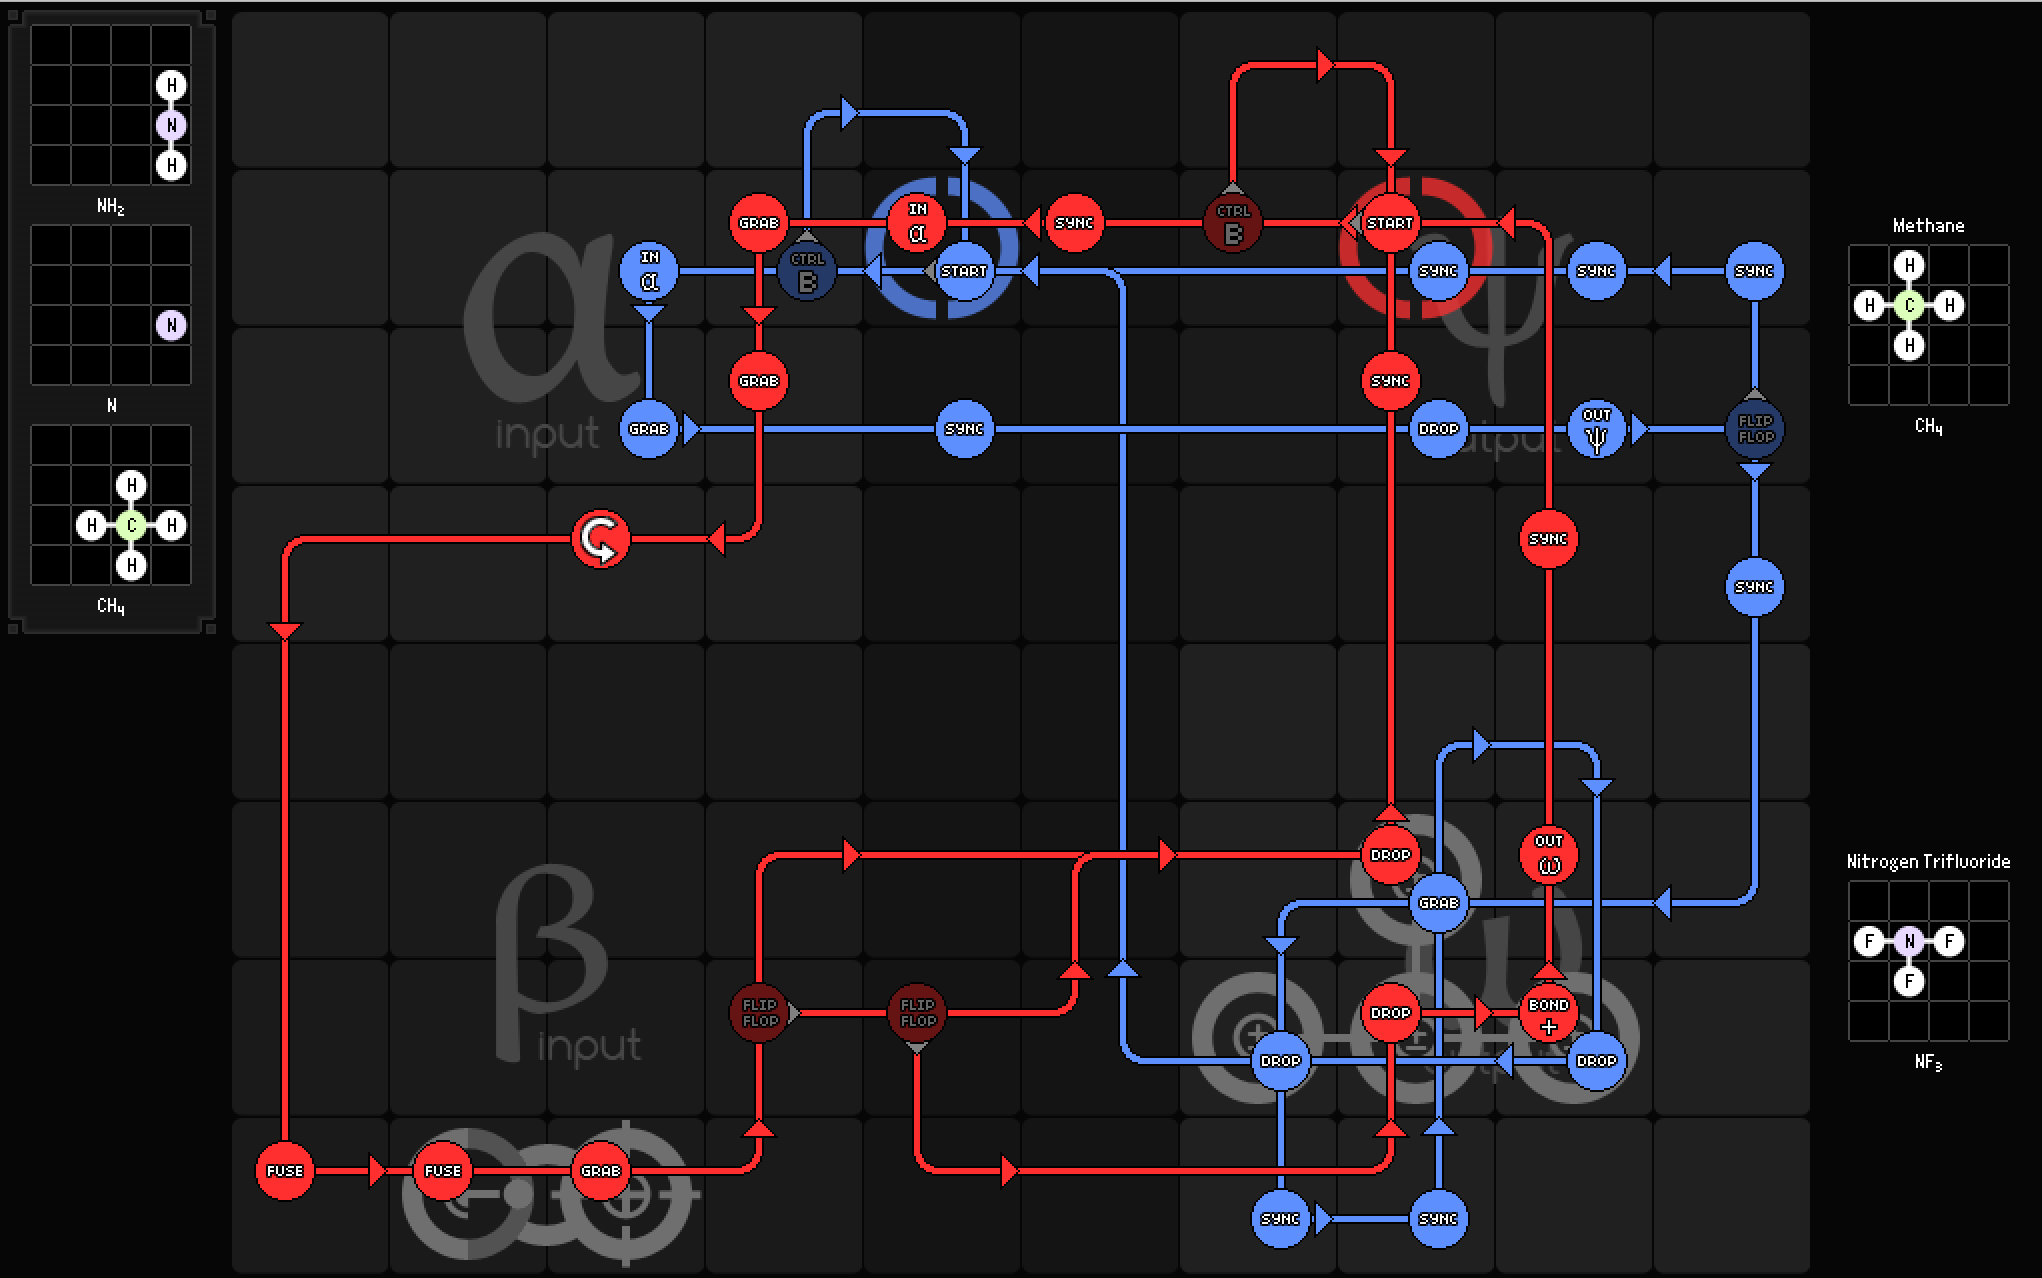 H
N
H
NH₂
N
N
H
H C H
H
CH₄
CTRL
B
GRAB
IN
α
SYNC
START
IN
α
CTRL
B
START
SYNC
SYNC
SYNC
GRAB
SYNC
α
input
GRAB
SYNC
DROP
OUT
ψ
FLIP
FLOP
ψ
output
SYNC
SYNC
DROP
OUT
ω
GRAB
β
input
FLIP
FLOP
FLIP
FLOP
DROP
BOND
+
DROP
DROP
FUSE
FUSE
GRAB
SYNC
SYNC
Methane
H
H C H
H
CH₄
Nitrogen Trifluoride
F N F
F
NF₃